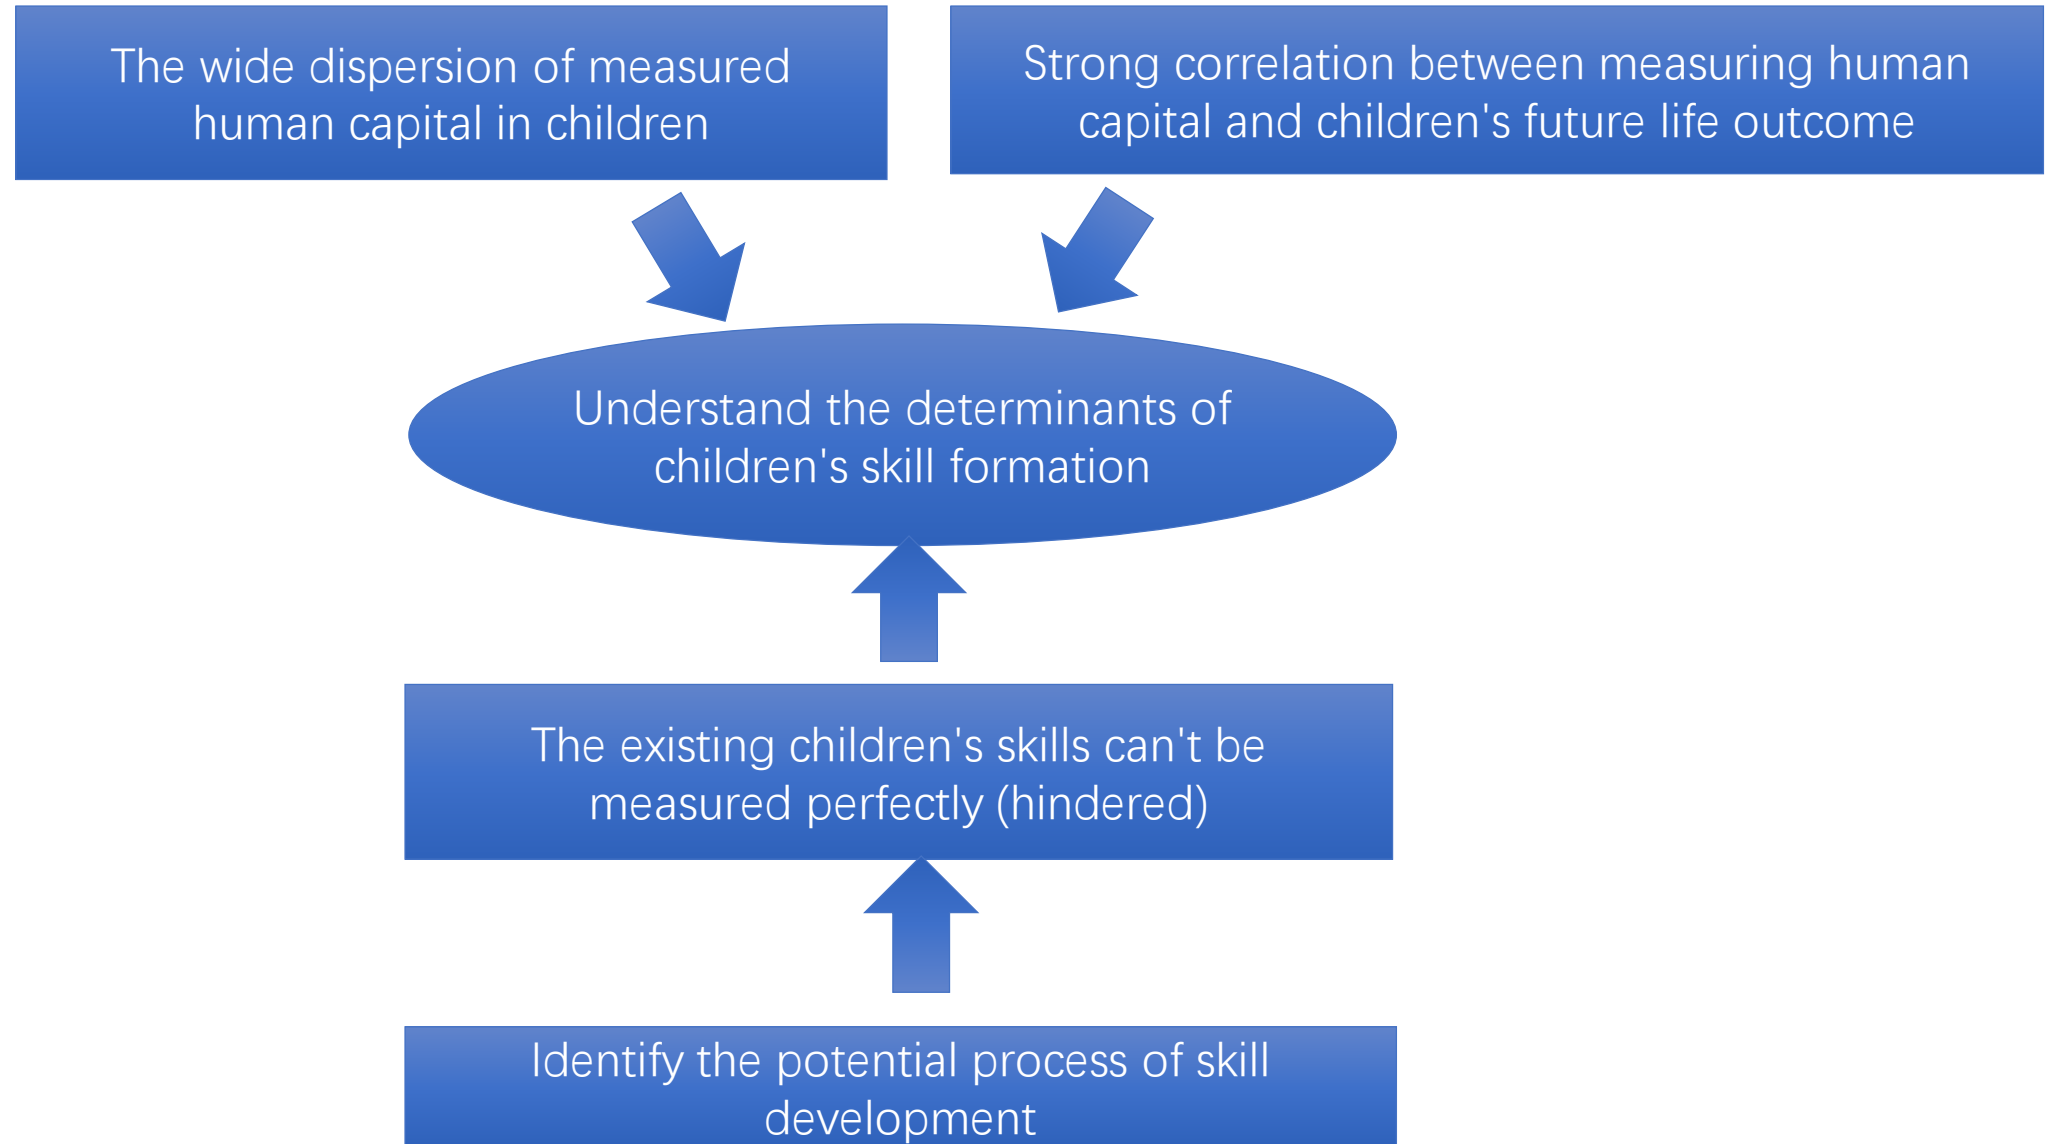 The wide dispersion of measured
human capital in children
Strong correlation between measuring human
capital and children's future life outcome
Understand the determinants of
children's skill formation
The existing children's skills can't be
measured perfectly (hindered)
Identify the potential process of skill
development